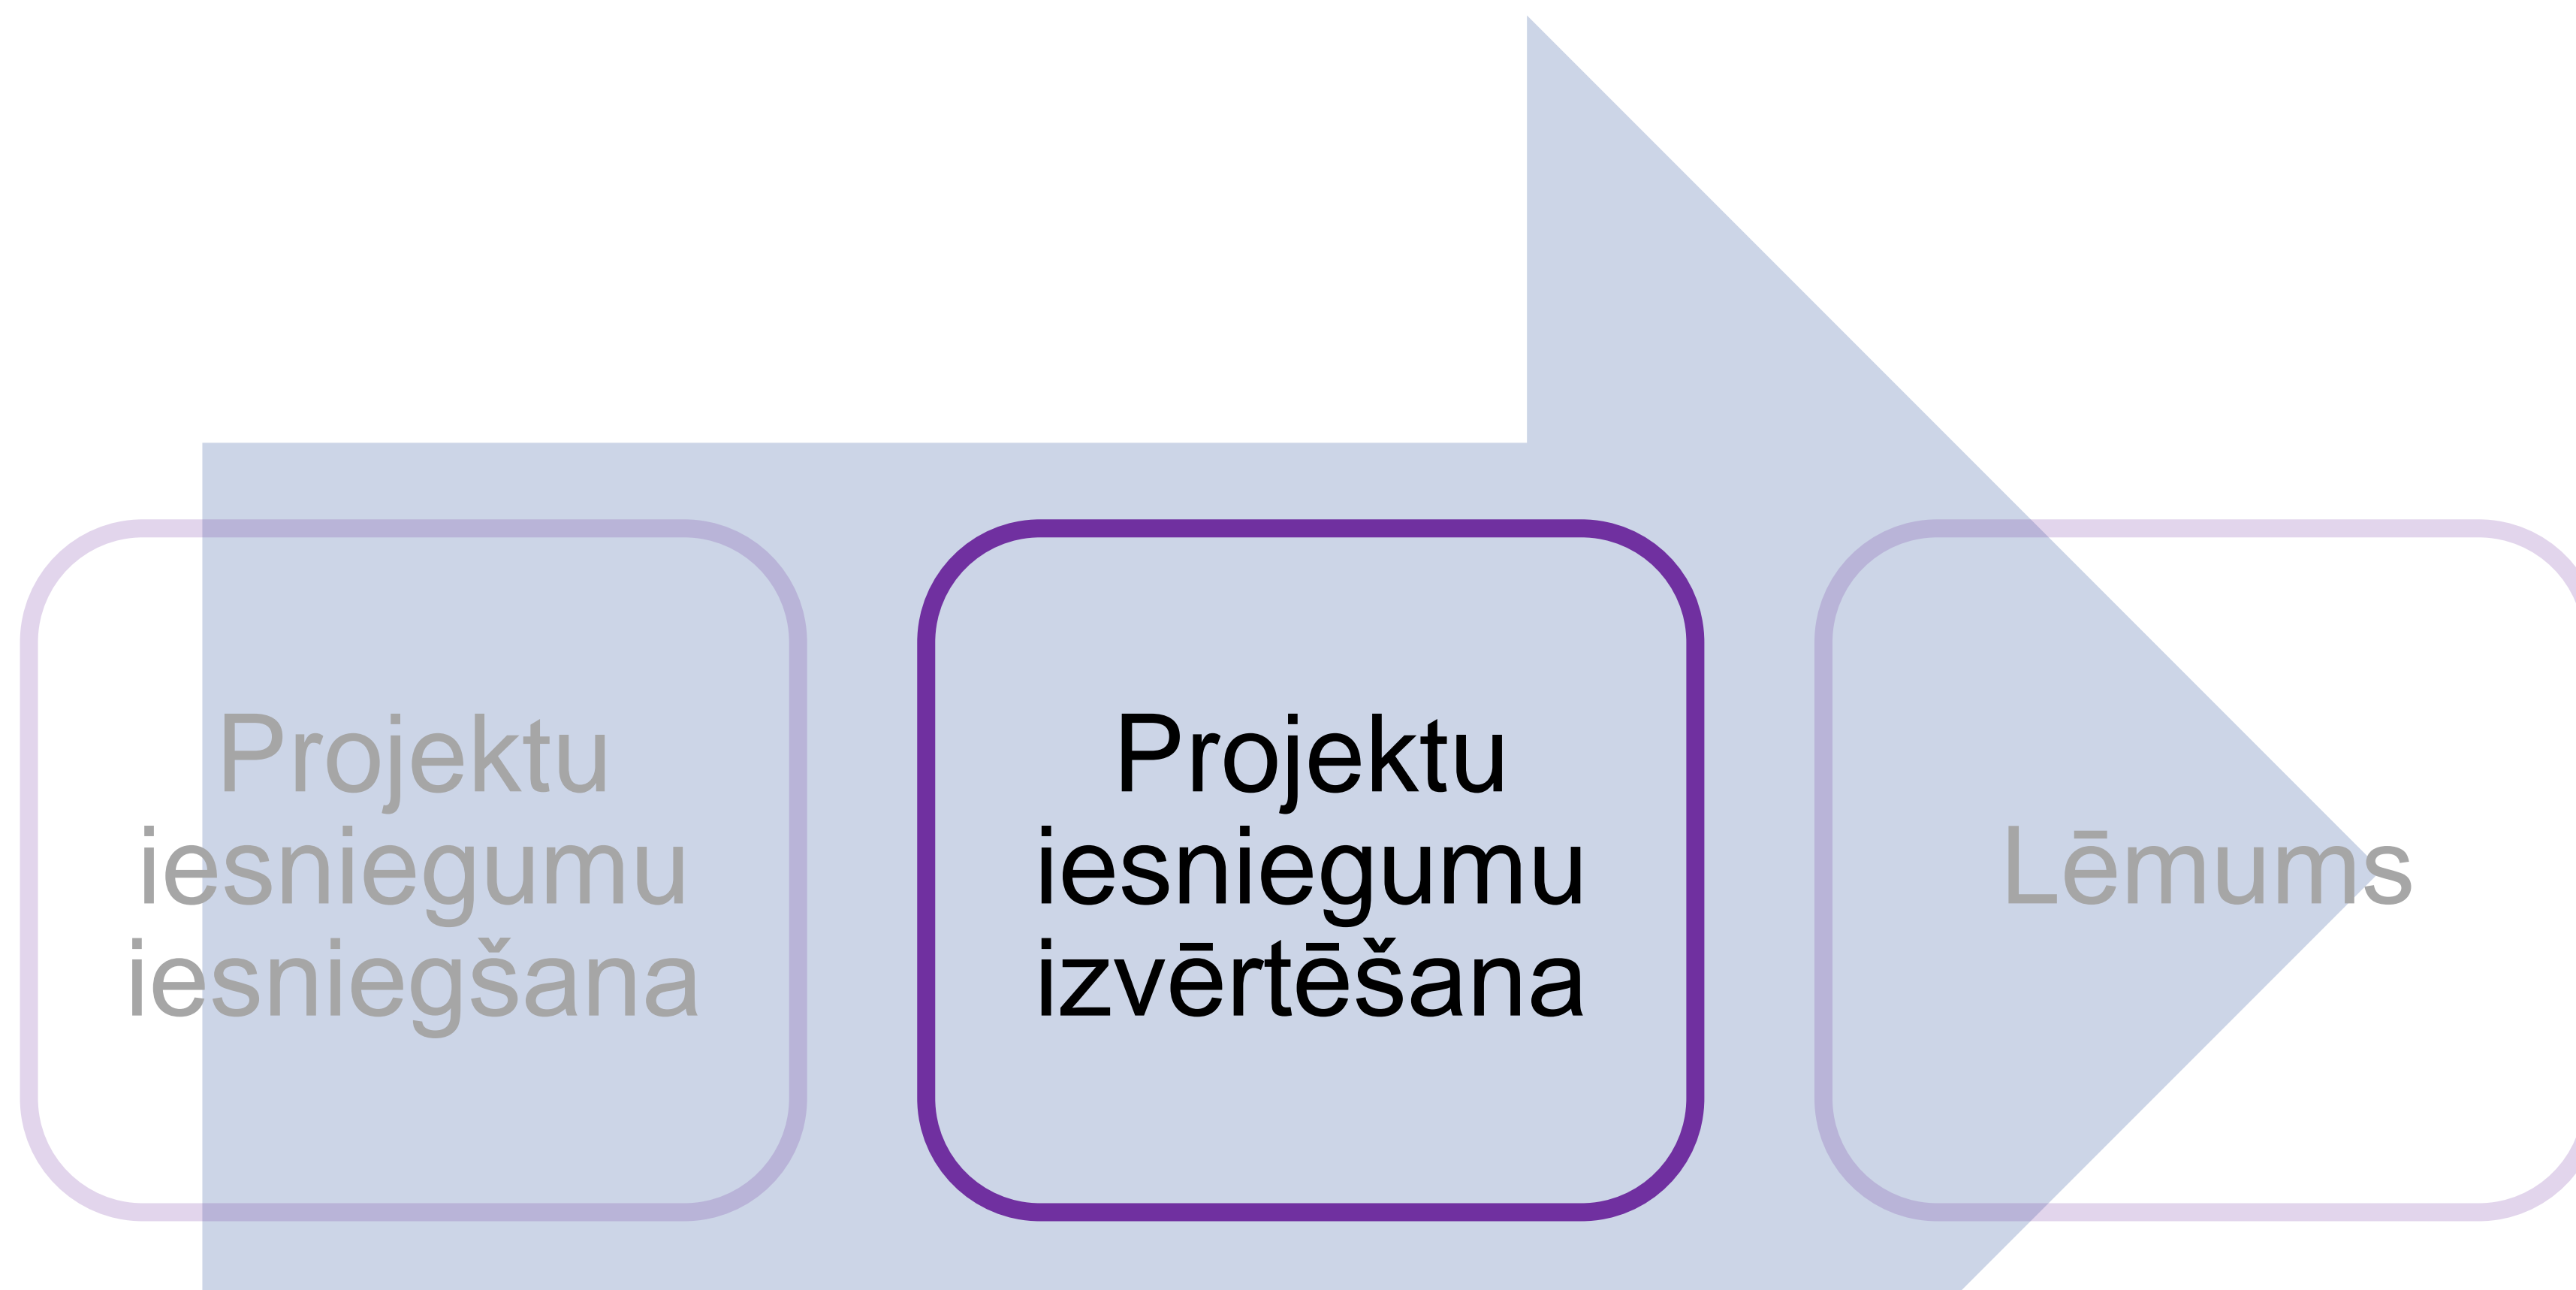 Projektu
iesniegumu
iesniegšana
Projektu
iesniegumu
izvērtēšana
Lēmums